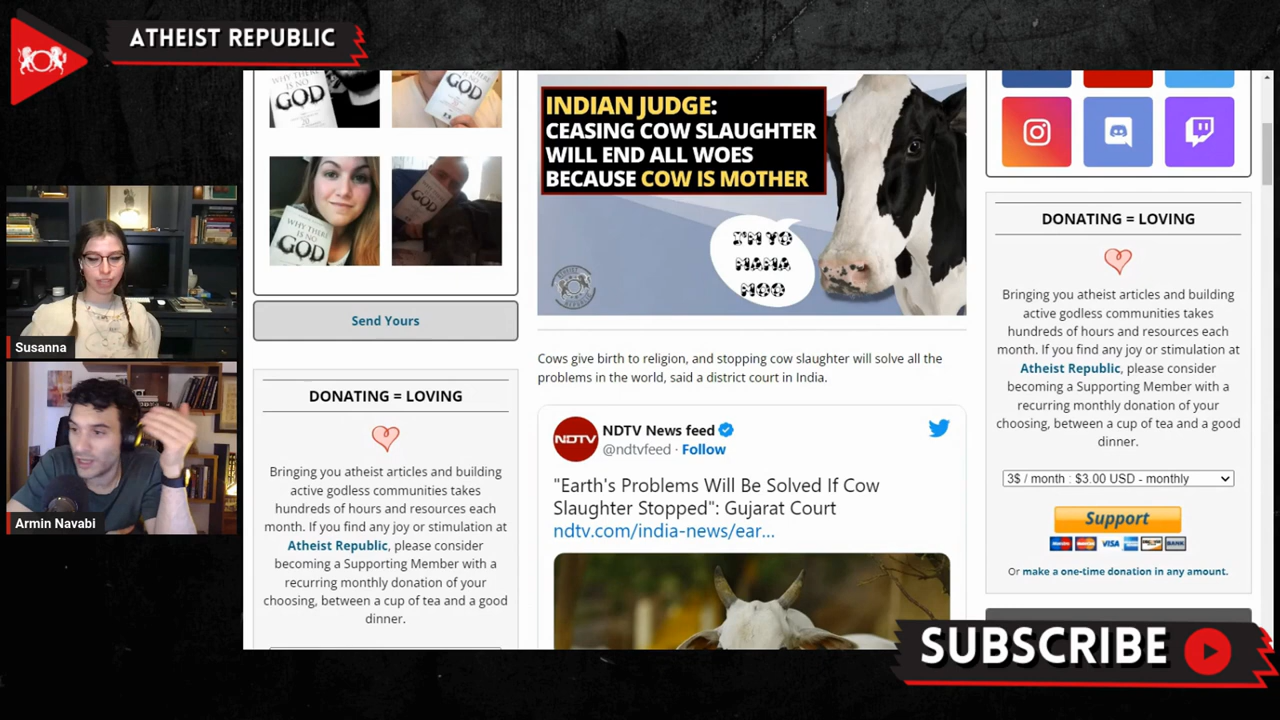 ATHEIST REPUBLIC
GOD
WHY THERE
IS NO
GOD
Send Yours
DONATING = LOVING
Bringing you atheist articles and building
active godless communities takes
hundreds of hours and resources each
month. If you find any joy or stimulation at
Atheist Republic, please consider
becoming a Supporting Member with a
recurring monthly donation of your
choosing, between a cup of tea and a good
dinner.
INDIAN JUDGE:
CEASING COW SLAUGHTER
WILL END ALL WOES
BECAUSE COW IS MOTHER
I'M YO
MAMA
MOO
Cows give birth to religion, and stopping cow slaughter will solve all the
problems in the world, said a district court in India.
NDTV
NDTV News feed
@ndtvfeed · Follow
"Earth's Problems Will Be Solved If Cow
Slaughter Stopped": Gujarat Court
ndtv.com/india-news/ear...
DONATING = LOVING
Bringing you atheist articles and building
active godless communities takes
hundreds of hours and resources each
month. If you find any joy or stimulation at
Atheist Republic, please consider
becoming a Supporting Member with a
recurring monthly donation of your
choosing, between a cup of tea and a good
dinner.
3$ / month : $3.00 USD - monthly
Support
VISA
BANK
Or make a one-time donation in any amount.
Susanna
Armin Navabi
SUBSCRIBE